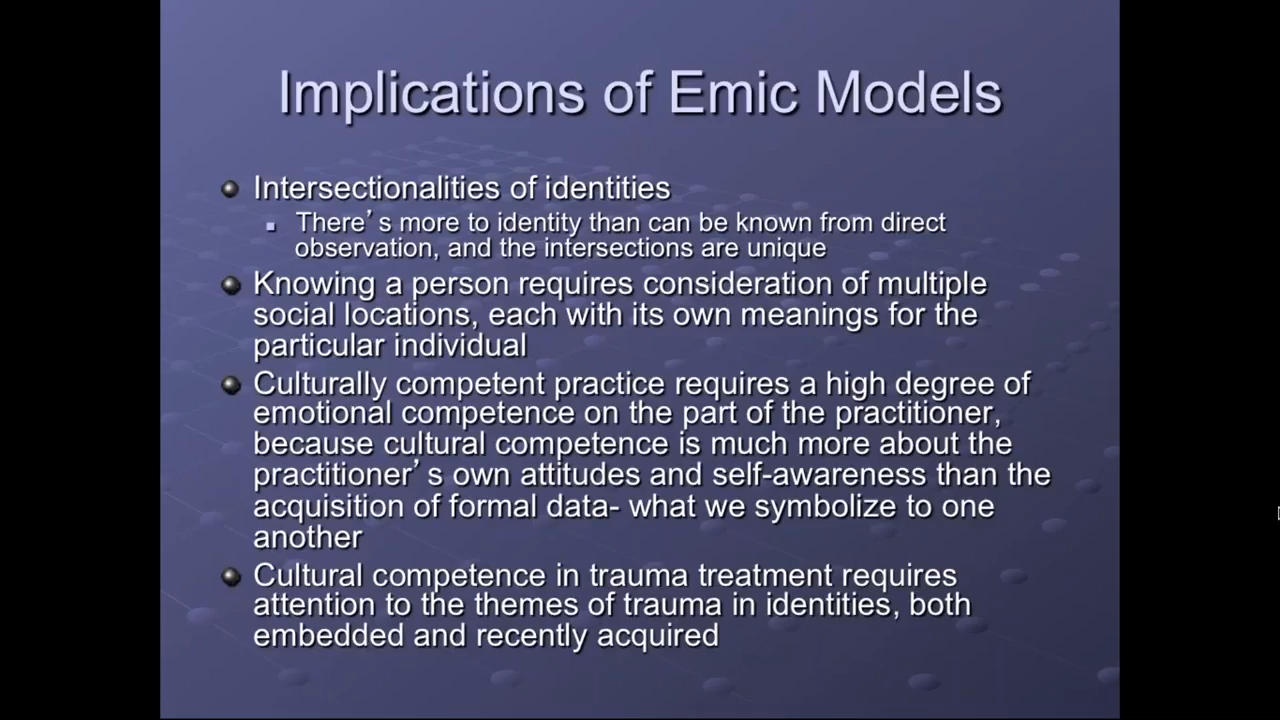 Implications of Emic Models
Intersectionalities of identities
There’s more to identity than can be known from direct
observation, and the intersections are unique
Knowing a person requires consideration of multiple
social locations, each with its own meanings for the
particular individual
Culturally competent practice requires a high degree of
emotional competence on the part of the practitioner,
because cultural competence is much more about the
practitioner’s own attitudes and self-awareness than the
acquisition of formal data- what we symbolize to one
another
Cultural competence in trauma treatment requires
attention to the themes of trauma in identities, both
embedded and recently acquired